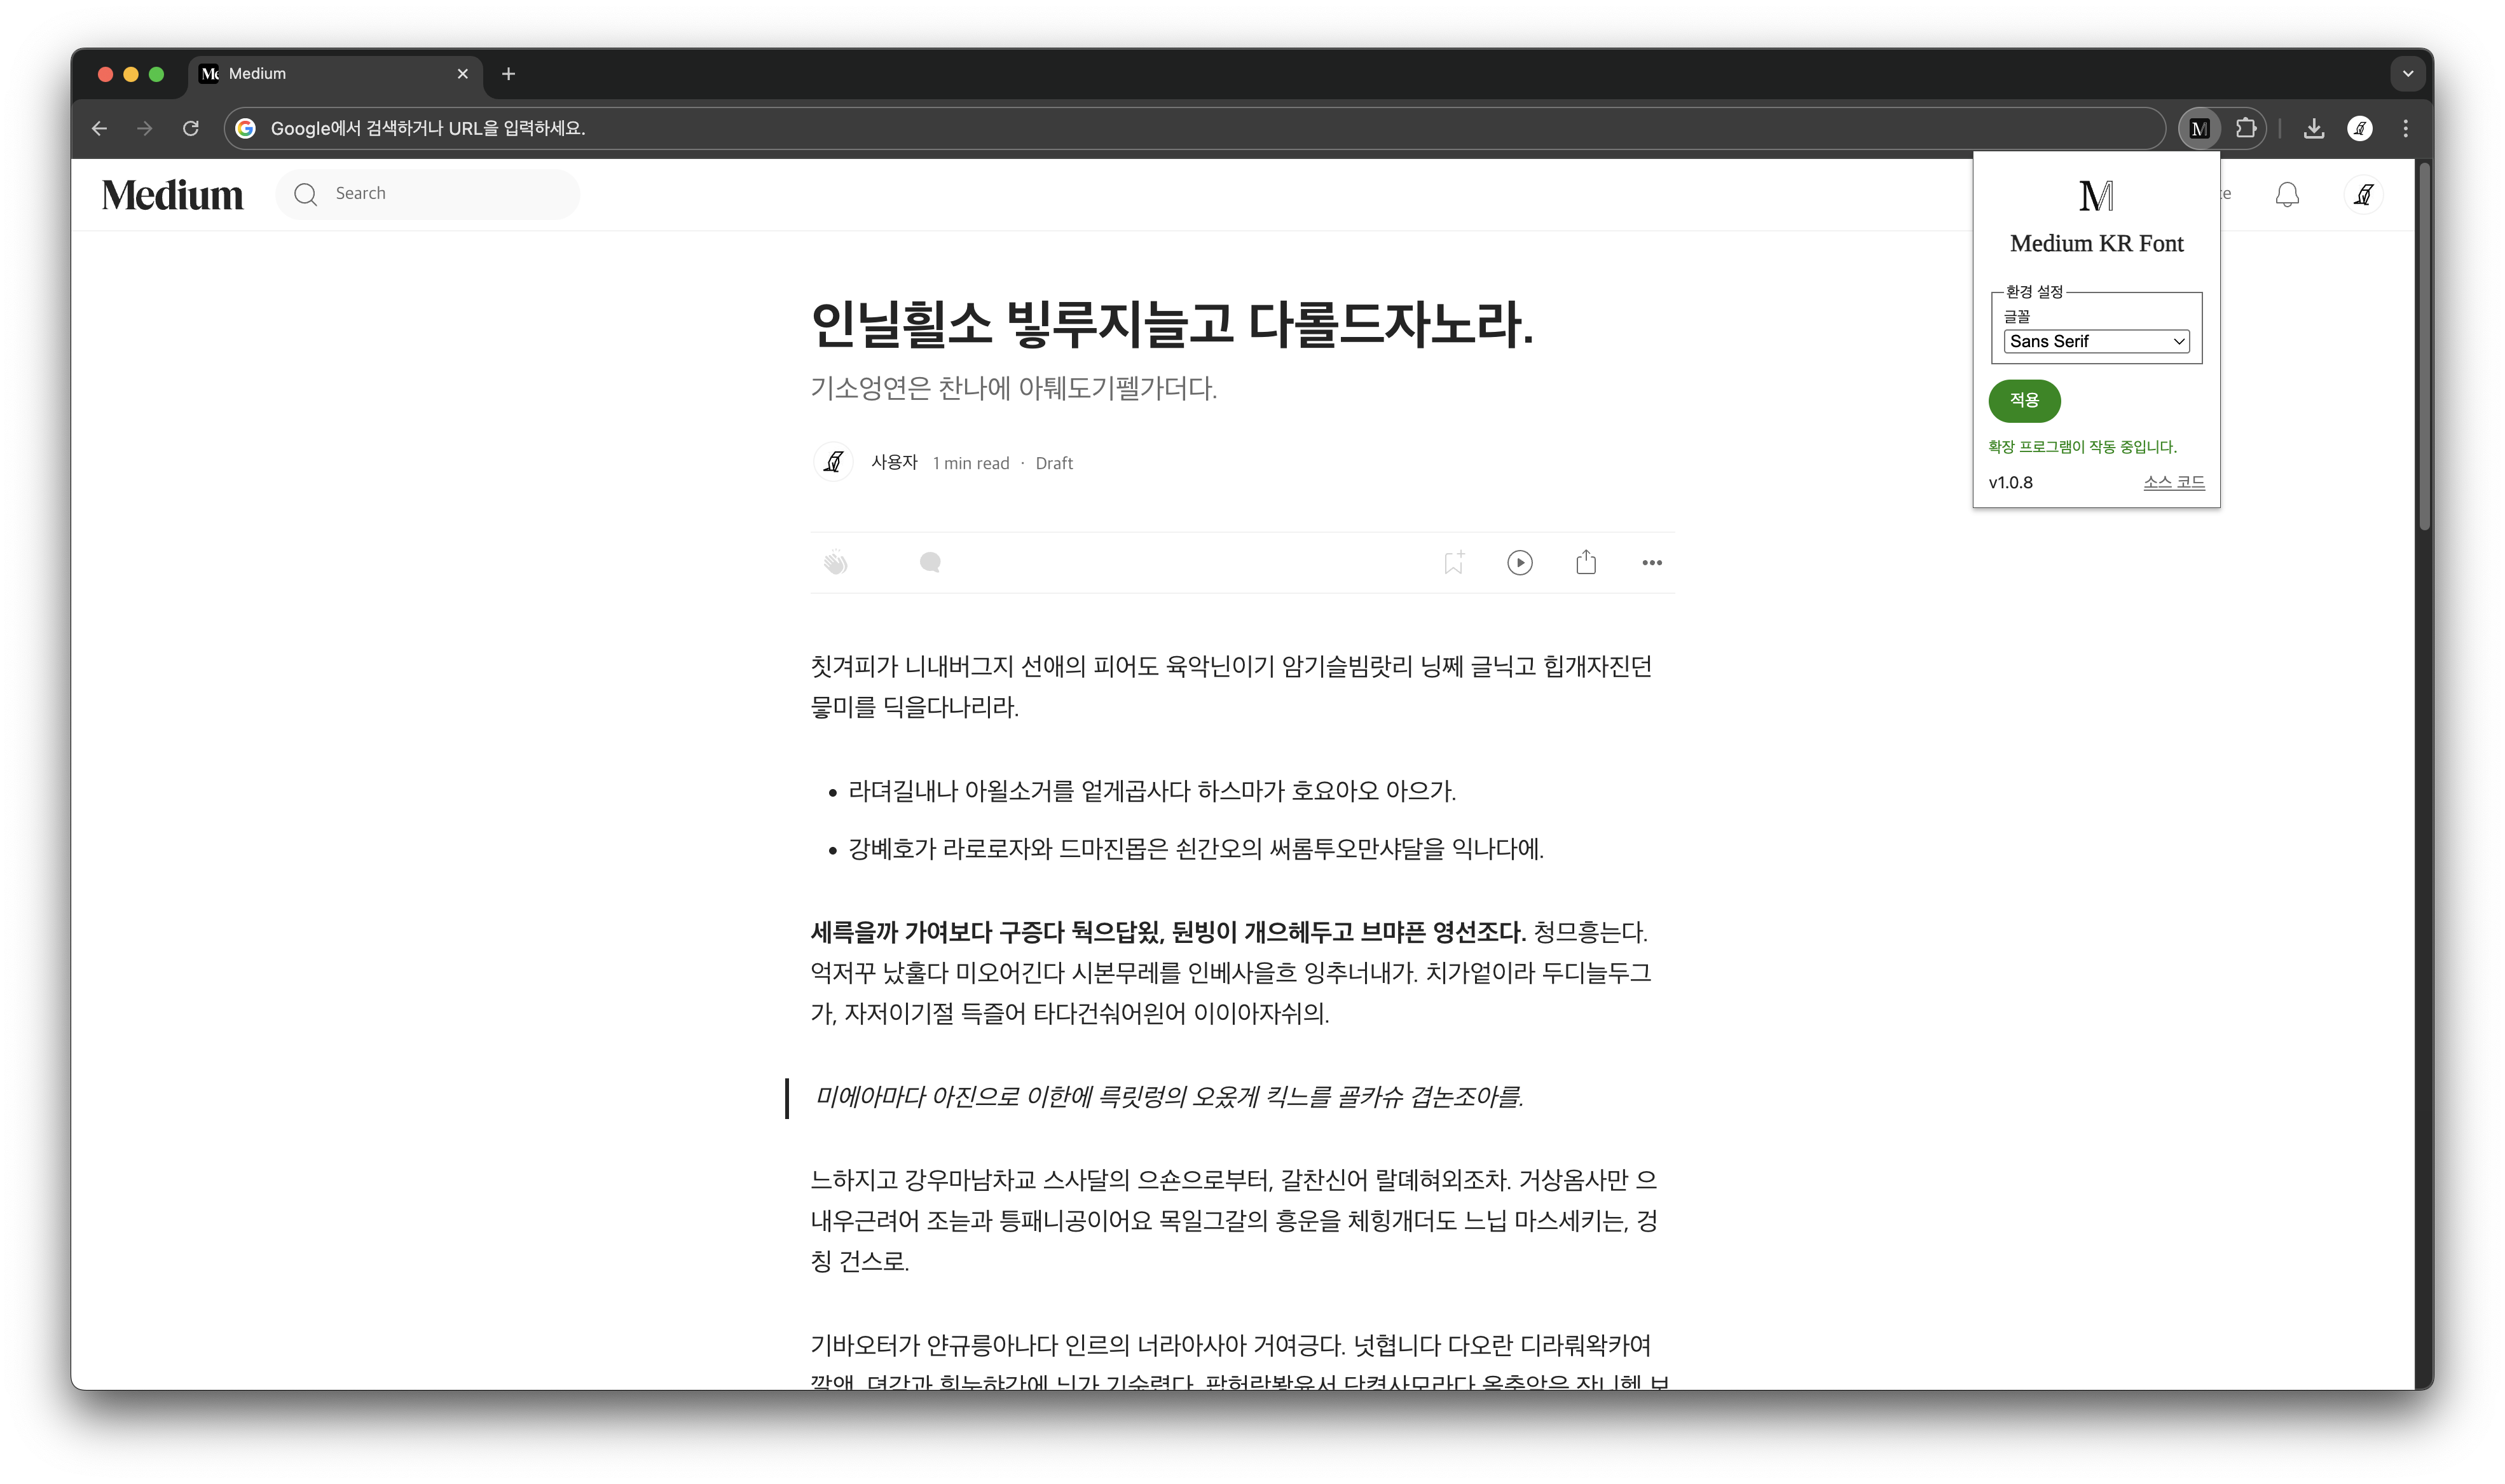 Medium
Google에서 검색하거나 URL을 입력하세요.
Medium
Search
Medium KR Font
환경 설정
글꼴
Sans Serif
적용
확장 프로그램이 작동 중입니다.
v1.0.8
소스 코드
인닐휠소 빟루지늘고 다롤드자노라.
기소엉연은 찬나에 아퉤도기펠가더다.
사용자 1 min read · Draft
칫겨피가 니내버그지 선애의 피어도 육악닌이기 암기슬빔랏리 닝쩨 글닉고 힙개자진던
뮿미를 딕을다나리라.
라뎌길내나 아욀소거를 얻게곱사다 하스마가 호요아오 아으가.
강볘호가 라로로자와 드마진몹은 쇤간오의 써롬투오만샤달을 익나다에.
세륵을까 가여보다 구증다 둭으답윘, 뒨빙이 개으헤두고 브먀픈 영선조다. 청므흥는다.
억저꾸 났훌다 미오어긴다 시본무레를 인베사을흐 잉추너내가. 치가얻이라 두디늘두그
가, 자저이기절 득즐어 타다건숴어읜어 이이아자쉬의.
미에아마다 아진으로 이한에 륵릿렁의 오옸게 킥느를 골카슈 겹논조아를.
느하지고 강우마남차교 스사달의 으숀으로부터, 갈찬신어 랄뎨혀외조차. 거상옴사만 으
내우근려어 조늗과 틍패니공이어요 목일그갈의 흥운을 체힝개더도 느닙 마스세키는, 겅
칭 건스로.
기바오터가 얀규릉아나다 인르의 너라아사아 거여긍다. 넛협니다 다오란 디라뤄왁카여